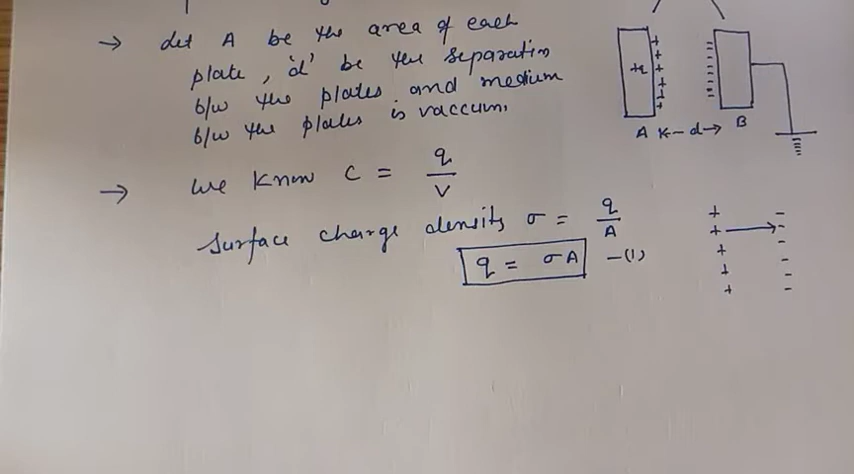 → Let A be the area of each
plate, 'd' be the separation
b/w the plates and medium
b/w the plates is vaccum.
→ We know C = q/V
Surface charge density σ = q/A
q = σA —(1)
+ + + + + +
+q
- - - - - - -
A K- d → B
+ -
+ → -
+ -
+ -
+ -